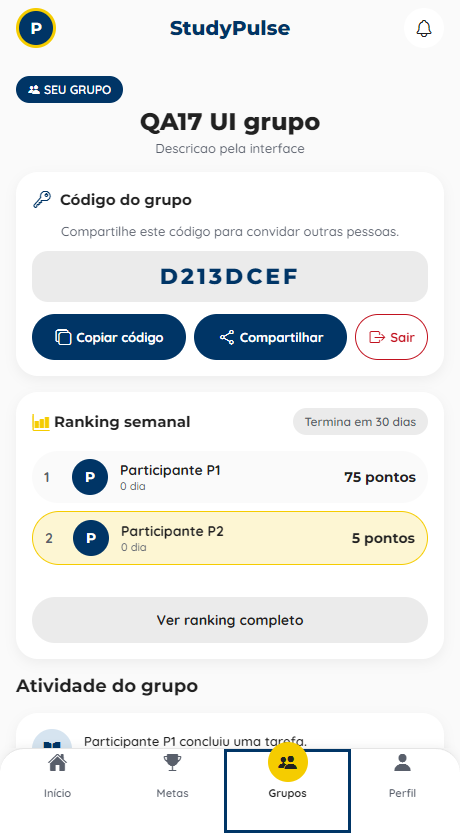 P
StudyPulse
SEU GRUPO
QA17 UI grupo
Descricao pela interface
Código do grupo
Compartilhe este código para convidar outras pessoas.
D213DCEF
Copiar código
Compartilhar
Sair
Ranking semanal
Termina em 30 dias
1 P Participante P1 75 pontos
0 dia
2 P Participante P2 5 pontos
0 dia
Ver ranking completo
Atividade do grupo
Participante P1 concluiu uma tarefa.
Início
Metas
Grupos
Perfil